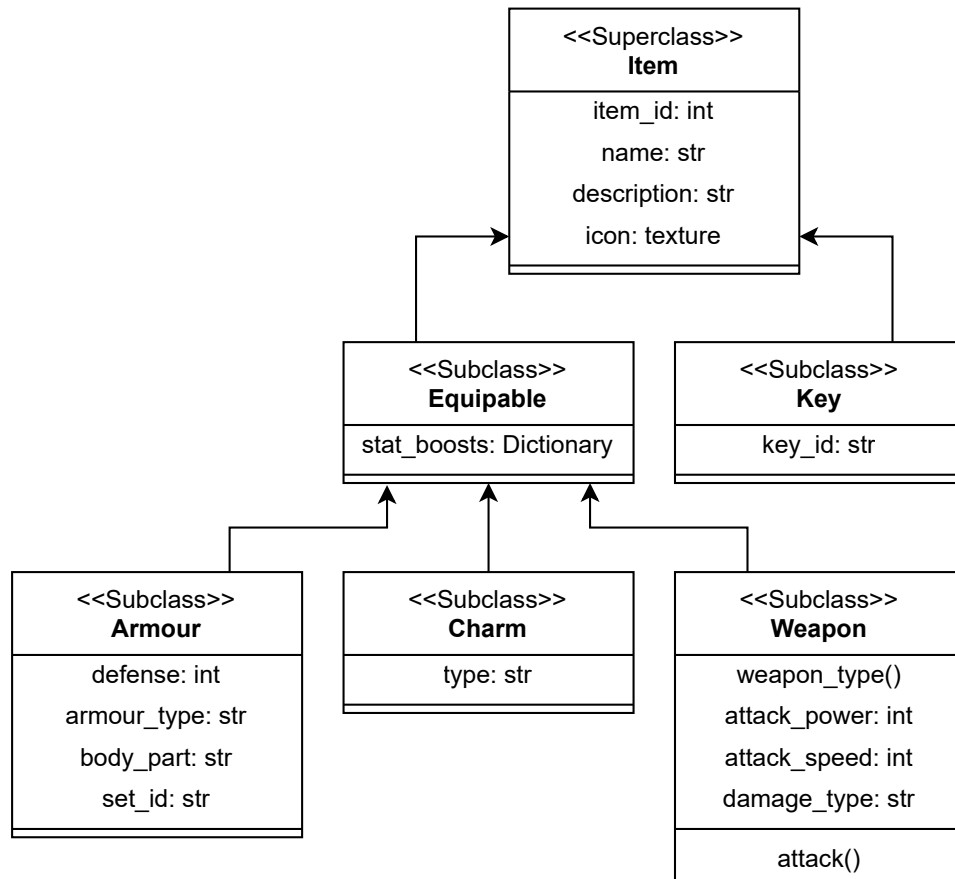 <<Superclass>>
Item
item_id: int
name: str
description: str
icon: texture
<<Subclass>>
Equipable
stat_boosts: Dictionary
<<Subclass>>
Key
key_id: str
<<Subclass>>
Armour
defense: int
armour_type: str
body_part: str
set_id: str
<<Subclass>>
Charm
type: str
<<Subclass>>
Weapon
weapon_type()
attack_power: int
attack_speed: int
damage_type: str
attack()